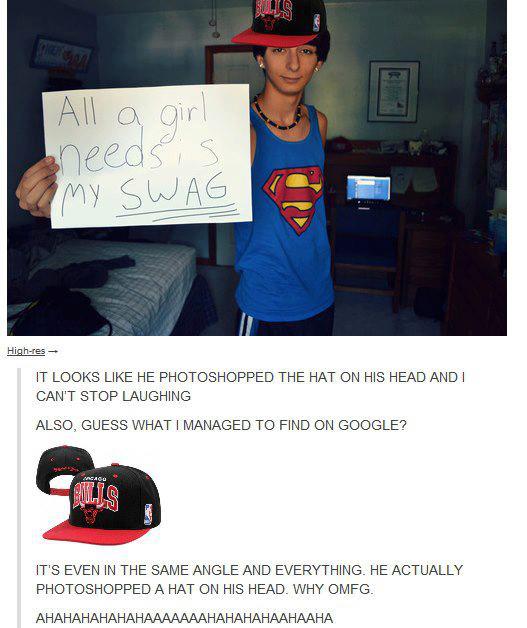 BULLS
All a girl
needs is
MY SWAG
High-res →
IT LOOKS LIKE HE PHOTOSHOPPED THE HAT ON HIS HEAD AND I
CAN'T STOP LAUGHING
ALSO, GUESS WHAT I MANAGED TO FIND ON GOOGLE?
CHICAGO
BULLS
IT'S EVEN IN THE SAME ANGLE AND EVERYTHING. HE ACTUALLY
PHOTOSHOPPED A HAT ON HIS HEAD. WHY OMFG.
AHAHAHAHAHAHAAAAAAAHAHAHAHAAHAAHA